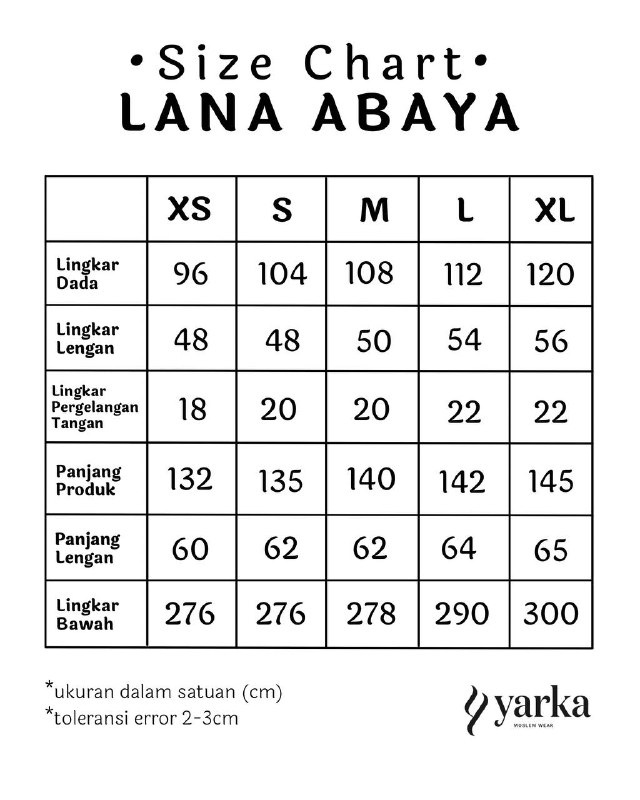 •Size Chart•
LANA ABAYA
XS S M L XL
Lingkar
Dada
96 104 108 112 120
Lingkar
Lengan
48 48 50 54 56
Lingkar
Pergelangan
Tangan
18 20 20 22 22
Panjang
Produk
132 135 140 142 145
Panjang
Lengan
60 62 62 64 65
Lingkar
Bawah
276 276 278 290 300
*ukuran dalam satuan (cm)
*toleransi error 2-3cm
yarka
MOSLEM WEAR